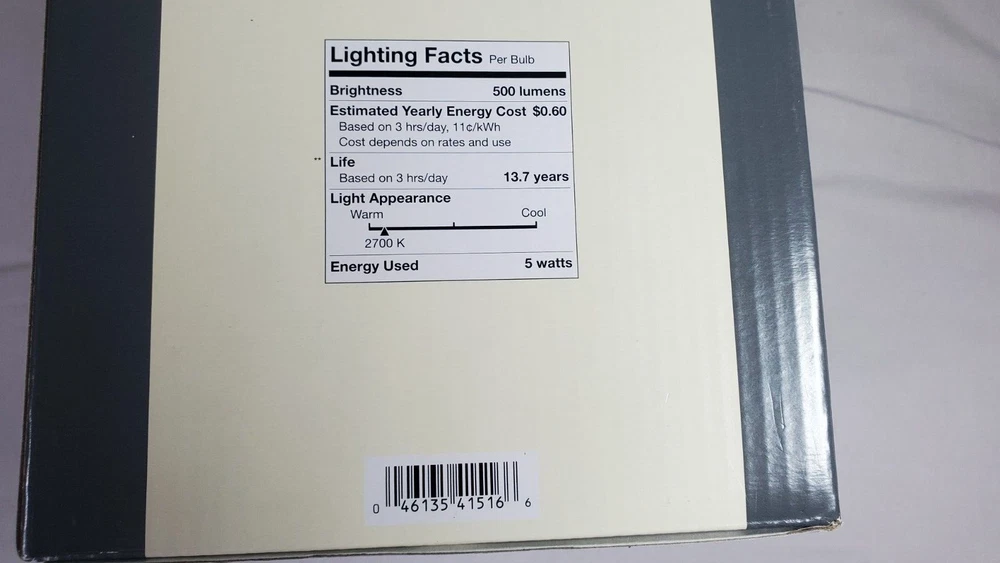 Lighting Facts Per Bulb
Brightness 500 lumens
Estimated Yearly Energy Cost $0.60
Based on 3 hrs/day, 11¢/kWh
Cost depends on rates and use
** Life
Based on 3 hrs/day 13.7 years
Light Appearance
Warm Cool
2700 K
Energy Used 5 watts
0 46135 41516 6